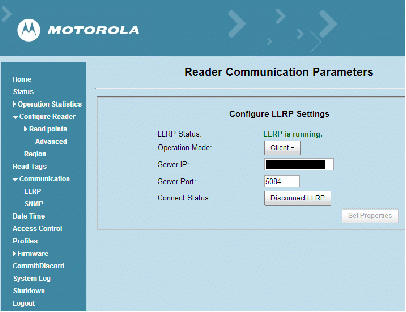 MOTOROLA
Home
Status
Operation Statistics
Configure Reader
Read points
Advanced
Region
Read Tags
Communication
LLRP
SNMP
Date Time
Access Control
Profiles
Firmware
Commit/Discard
System Log
Shutdown
Logout
Reader Communication Parameters
Configure LLRP Settings
LLRP Status: LLRP is running.
Operation Mode: Client
Server IP:
Server Port: 5084
Connect Status: Disconnect LLRP
Set Properties